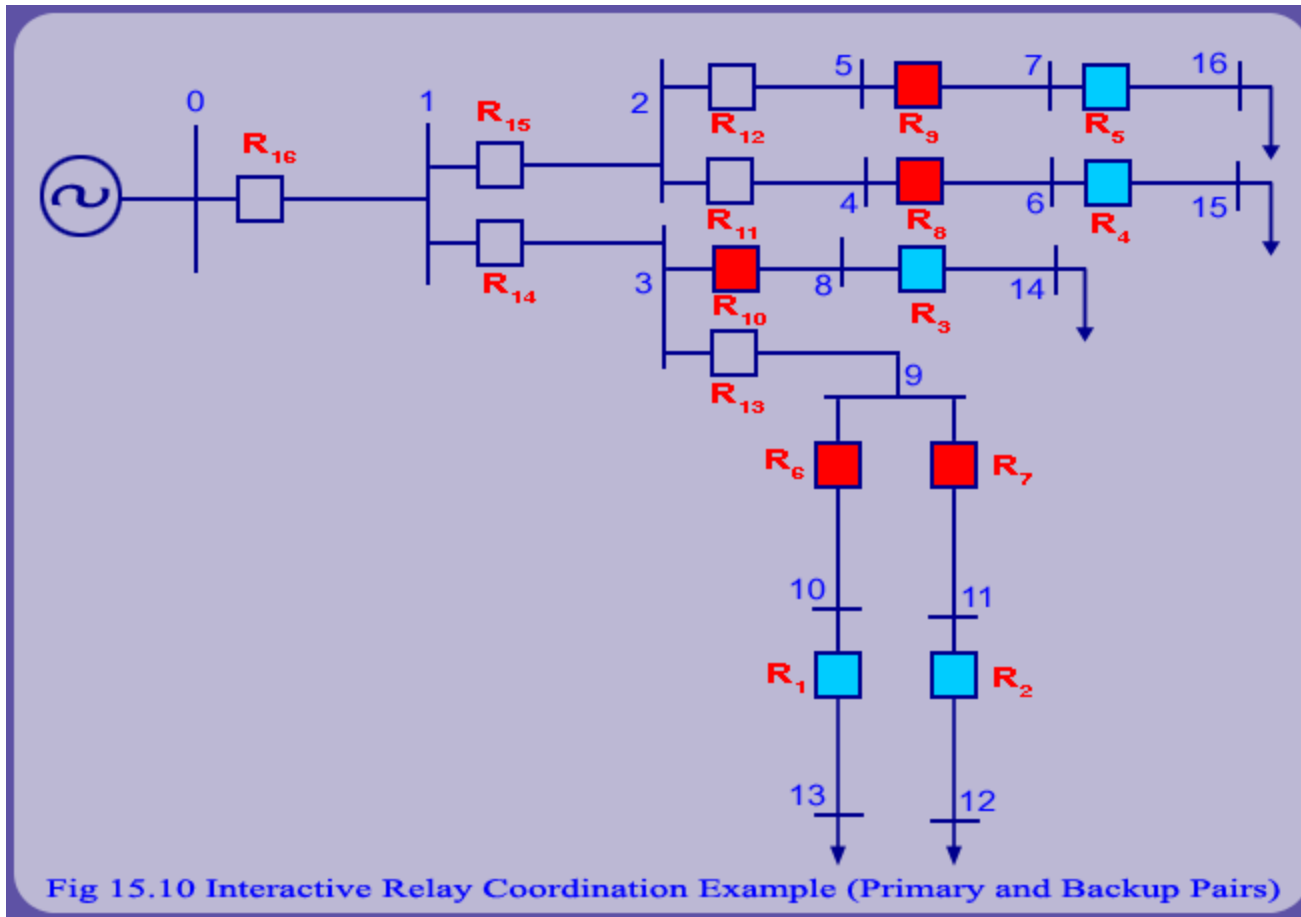 0
1
2
5
7
16
R16
R15
R12
R9
R5
R14
R11
4
R8
6
R4
15
3
R10
8
R3
14
R13
9
R6
R7
10
11
R1
R2
13
12
Fig 15.10 Interactive Relay Coordination Example (Primary and Backup Pairs)